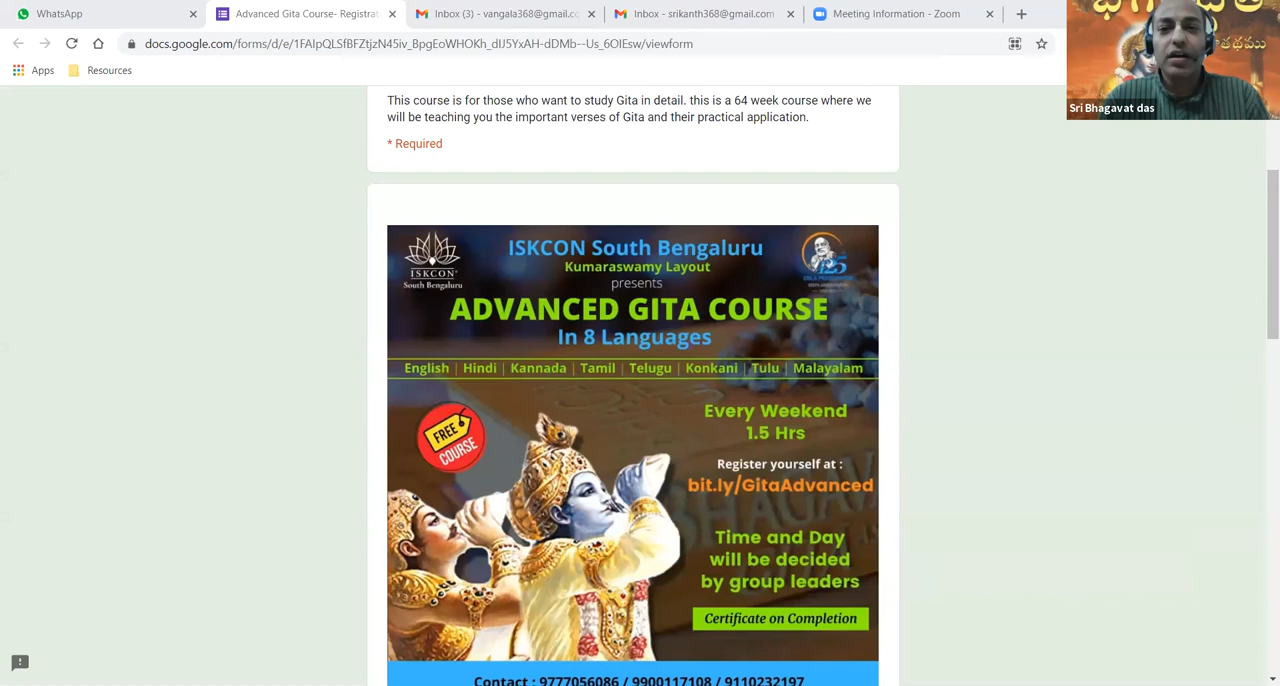 WhatsApp
Advanced Gita Course- Registrat
Inbox (3) - vangala368@gmail.co
Inbox - srikanth368@gmail.com
Meeting Information - Zoom
docs.google.com/forms/d/e/1FAIpQLSfBFZtjzN45iv_BpgEoWHOKh_dIJ5YxAH-dDMb--Us_6OIEsw/viewform
Apps
Resources
Sri Bhagavat das
This course is for those who want to study Gita in detail. this is a 64 week course where we
will be teaching you the important verses of Gita and their practical application.
* Required
ISKCON
South Bengaluru
ISKCON South Bengaluru
Kumaraswamy Layout
presents
125
ADVANCED GITA COURSE
In 8 Languages
English | Hindi | Kannada | Tamil | Telugu | Konkani | Tulu | Malayalam
FREE
COURSE
Every Weekend
1.5 Hrs
Register yourself at :
bit.ly/GitaAdvanced
Time and Day
will be decided
by group leaders
Certificate on Completion
Contact : 9777056086 / 9900117108 / 9110232197